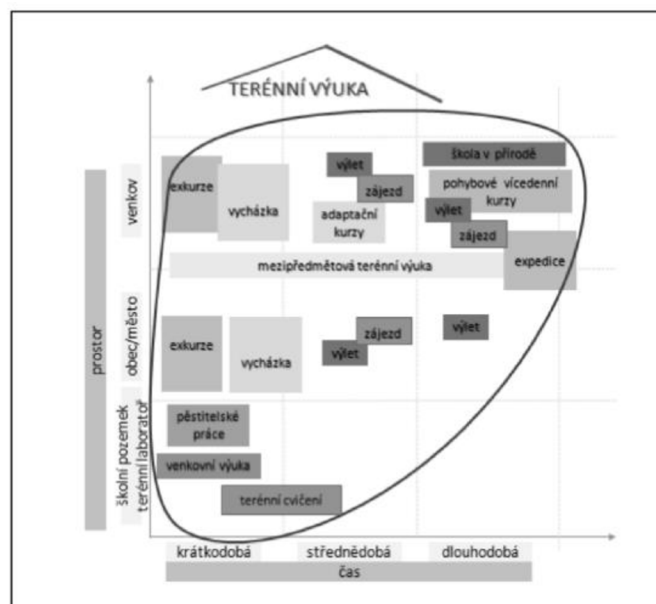 TERÉNNÍ VÝUKA
škola v přírodě
výlet
exkurze
zájezd
pohybové vícedenní
kurzy
vycházka
adaptační
kurzy
výlet
zájezd
expedice
mezipředmětová terénní výuka
exkurze
vycházka
zájezd
výlet
výlet
pěstitelské
práce
venkovní výuka
terénní cvičení
prostor
venkov
obec/město
školní pozemek
terénní laboratoř
krátkodobá
střednědobá
dlouhodobá
čas